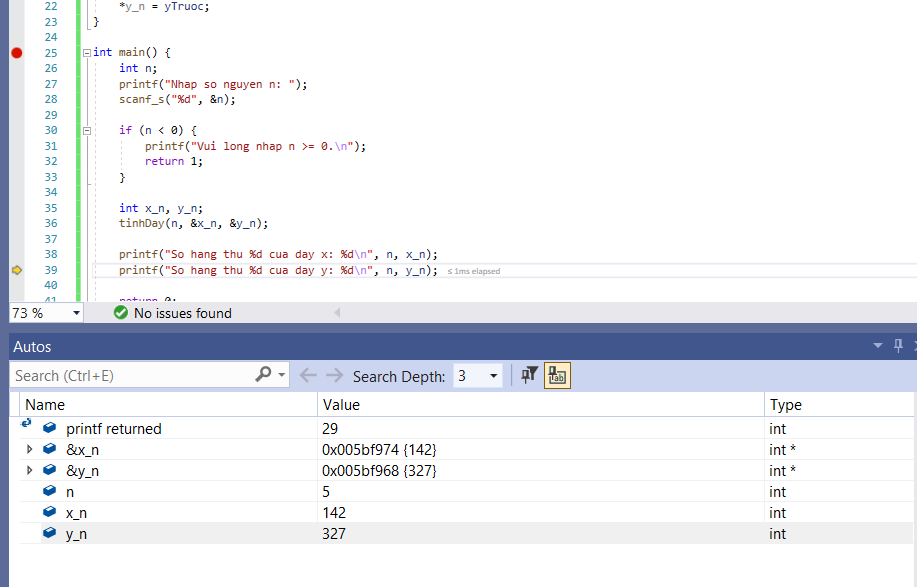 22 *y_n = yTruoc;
23 }
24
25 int main() {
26 int n;
27 printf("Nhap so nguyen n: ");
28 scanf_s("%d", &n);
29
30 if (n < 0) {
31 printf("Vui long nhap n >= 0.\n");
32 return 1;
33 }
34
35 int x_n, y_n;
36 tinhDay(n, &x_n, &y_n);
37
38 printf("So hang thu %d cua day x: %d\n", n, x_n);
39 printf("So hang thu %d cua day y: %d\n", n, y_n); ≤ 1ms elapsed
40
41 return 0;
73 % No issues found
Autos
Search (Ctrl+E) Search Depth: 3
Name Value Type
printf returned 29 int
&x_n 0x005bf974 {142} int *
&y_n 0x005bf968 {327} int *
n 5 int
x_n 142 int
y_n 327 int